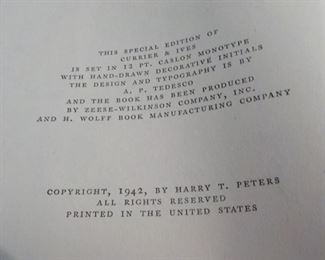 THIS SPECIAL EDITION OF
CURRIER & IVES
IS SET IN 12 PT. CASLON MONOTYPE
WITH HAND-DRAWN DECORATIVE INITIALS
THE DESIGN AND TYPOGRAPHY IS BY
A. P. TEDESCO
AND THE BOOK HAS BEEN PRODUCED
BY ZEESE-WILKINSON COMPANY, INC.
AND H. WOLFF BOOK MANUFACTURING COMPANY
COPYRIGHT, 1942, BY HARRY T. PETERS
ALL RIGHTS RESERVED
PRINTED IN THE UNITED STATES